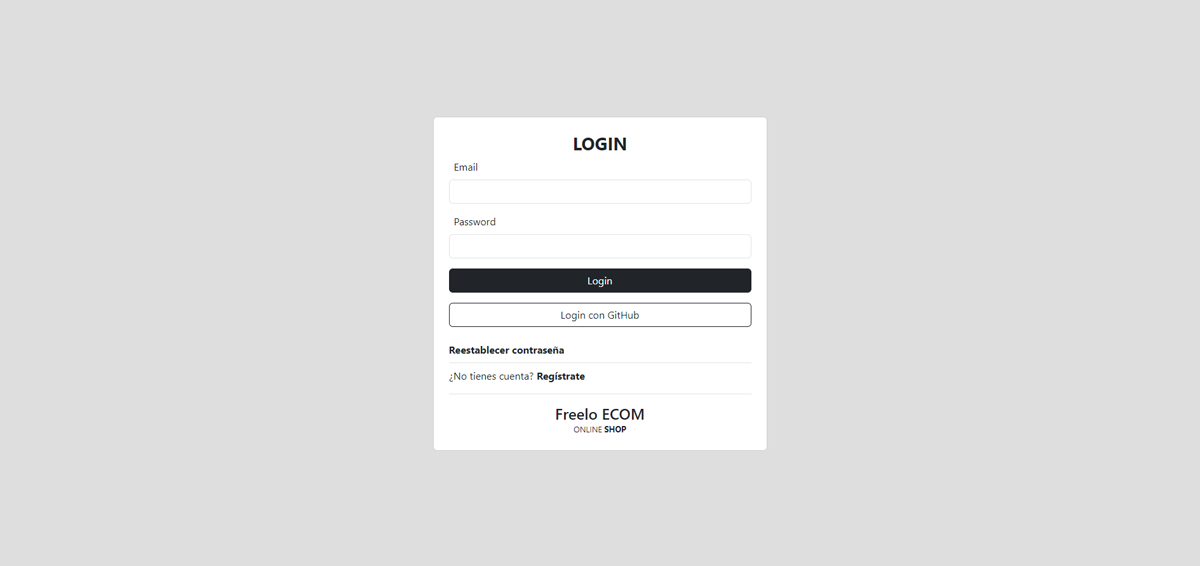 LOGIN
Email
Password
Login
Login con GitHub
Reestablecer contraseña
¿No tienes cuenta? Regístrate
Freelo ECOM
ONLINE SHOP